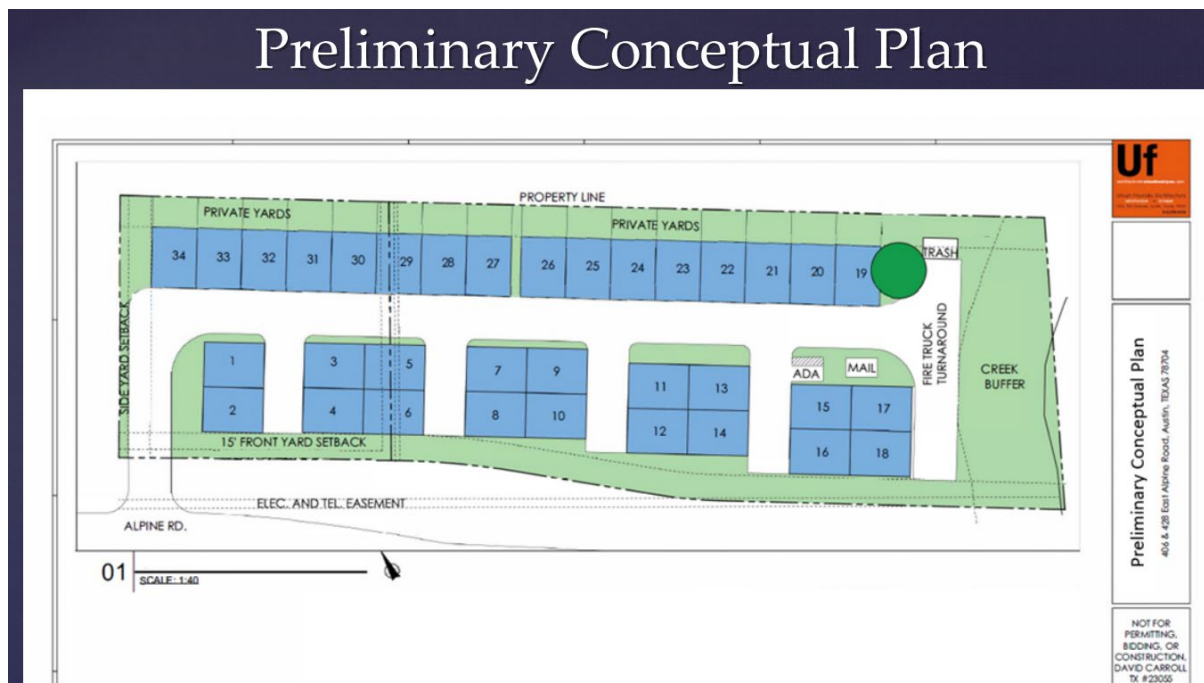 Preliminary Conceptual Plan
Uf
PROPERTY LINE
PRIVATE YARDS
PRIVATE YARDS
34 33 32 31 30 29 28 27 26 25 24 23 22 21 20 19
TRASH
SIDE YARD SETBACK
FIRE TRUCK
TURNAROUND
CREEK
BUFFER
ADA
MAIL
1 3 5 7 9 11 13 15 17
2 4 6 8 10 12 14 16 18
15' FRONT YARD SETBACK
ELEC. AND TEL. EASEMENT
ALPINE RD.
01
SCALE: 1:40
Preliminary Conceptual Plan
406 & 428 East Alpine Road, Austin, TEXAS 78704
NOT FOR
PERMITTING,
BIDDING, OR
CONSTRUCTION,
DAVID CARROLL
TX #23055